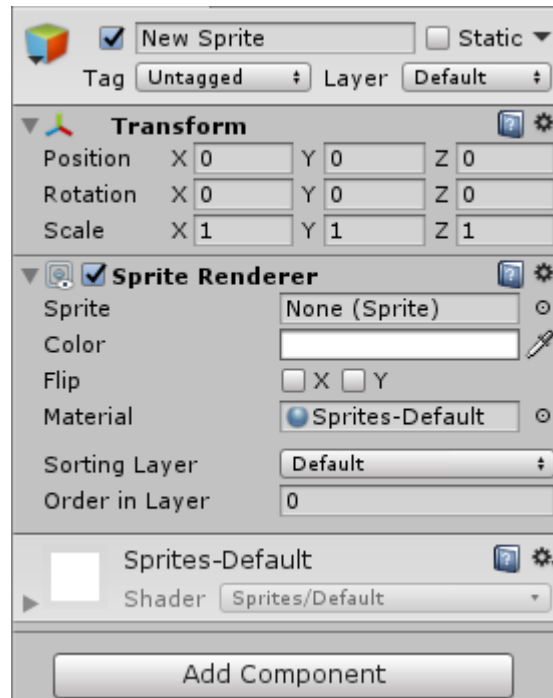 New Sprite Static
Tag Untagged Layer Default
Transform
Position X 0 Y 0 Z 0
Rotation X 0 Y 0 Z 0
Scale X 1 Y 1 Z 1
Sprite Renderer
Sprite None (Sprite)
Color
Flip X Y
Material Sprites-Default
Sorting Layer Default
Order in Layer 0
Sprites-Default
Shader Sprites/Default
Add Component